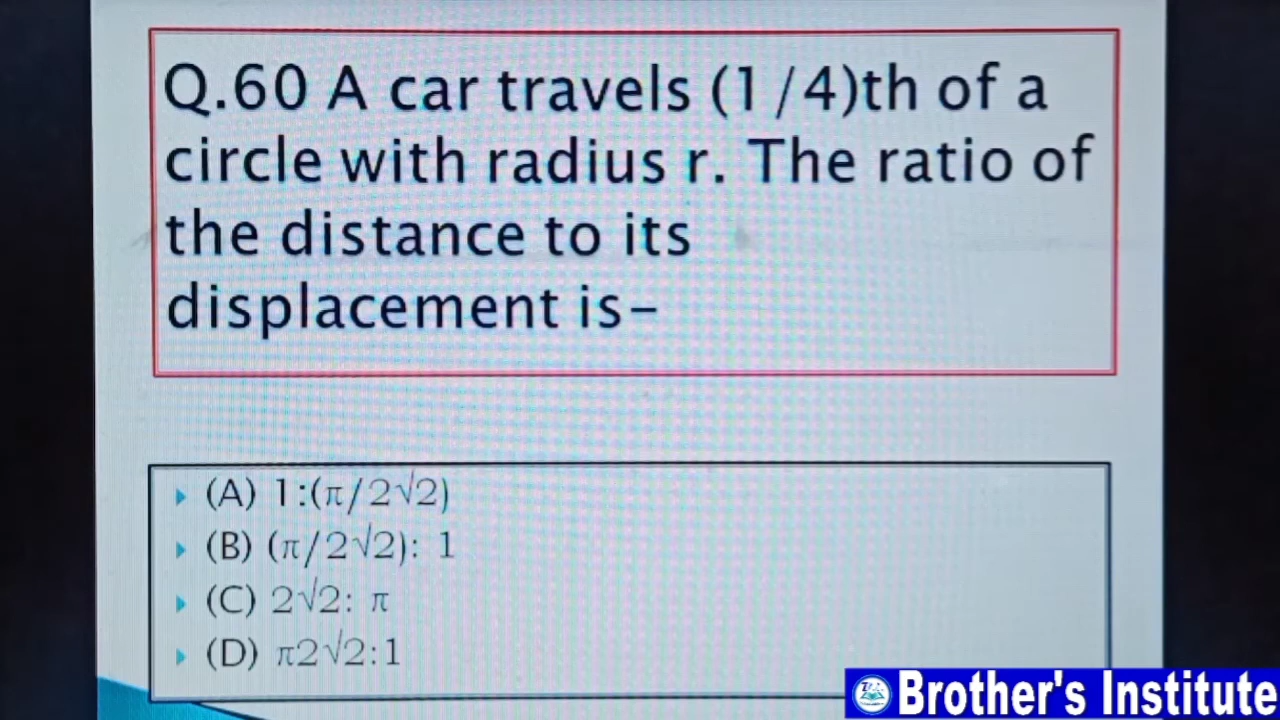 Q.60 A car travels (1/4)th of a
circle with radius r. The ratio of
the distance to its
displacement is-
(A) 1:(π/2√2)
(B) (π/2√2): 1
(C) 2√2: π
(D) π2√2:1
Brother's Institute